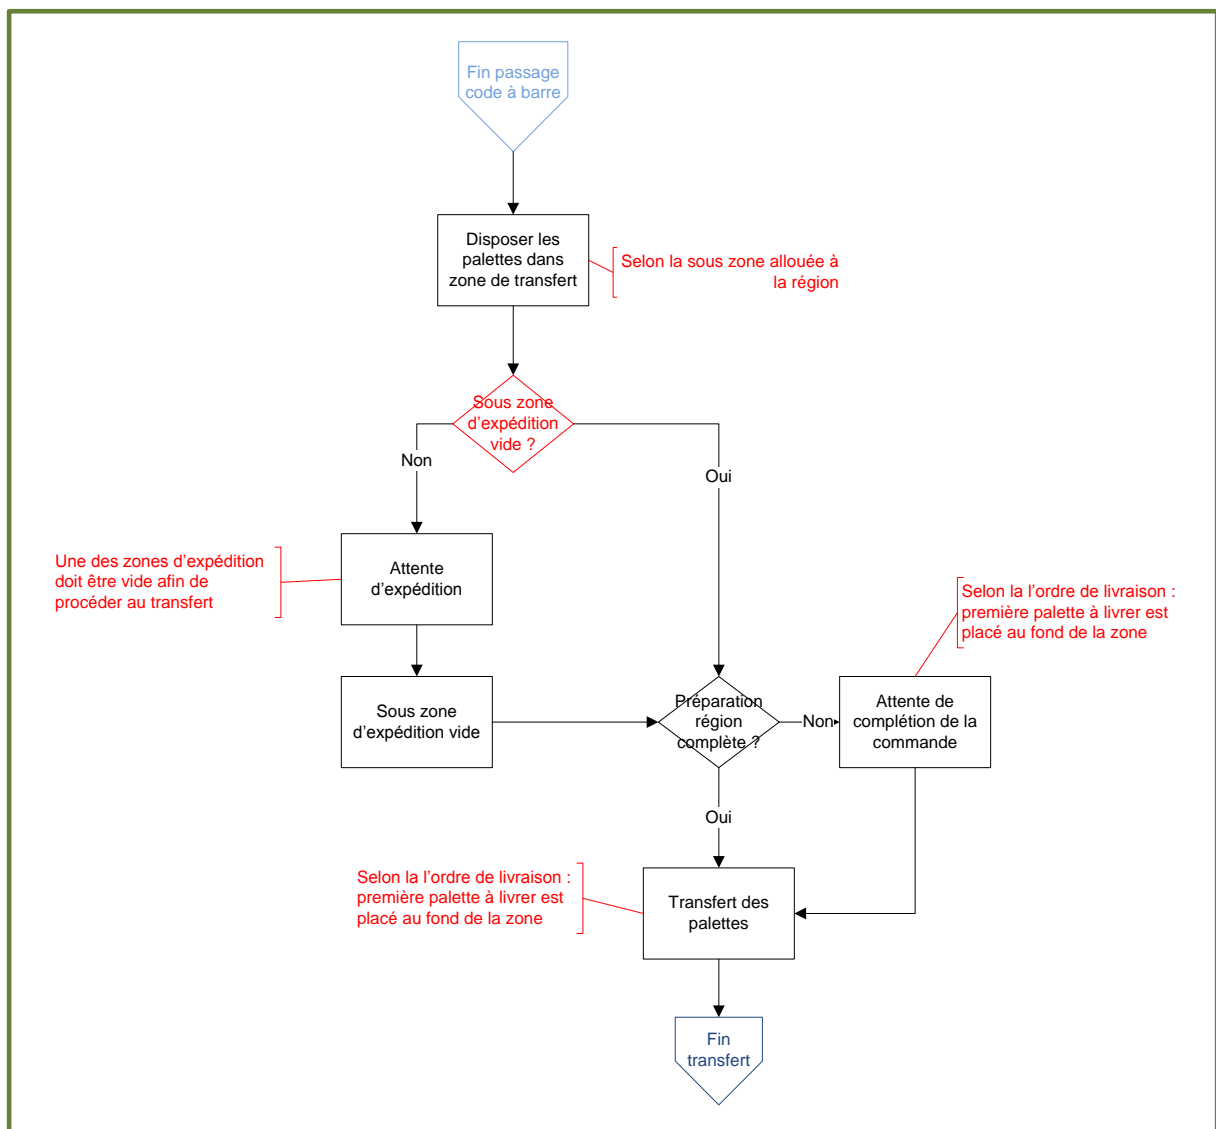 Fin passage
code à barre
Disposer les
palettes dans
zone de transfert
Selon la sous zone allouée à
la région
Sous zone
d'expédition
vide ?
Non
Oui
Une des zones d'expédition
doit être vide afin de
procéder au transfert
Attente
d'expédition
Selon la l'ordre de livraison :
première palette à livrer est
placé au fond de la zone
Sous zone
d'expédition vide
Préparation
région
complète ?
Non
Attente de
complétion de la
commande
Oui
Selon la l'ordre de livraison :
première palette à livrer est
placé au fond de la zone
Transfert des
palettes
Fin
transfert